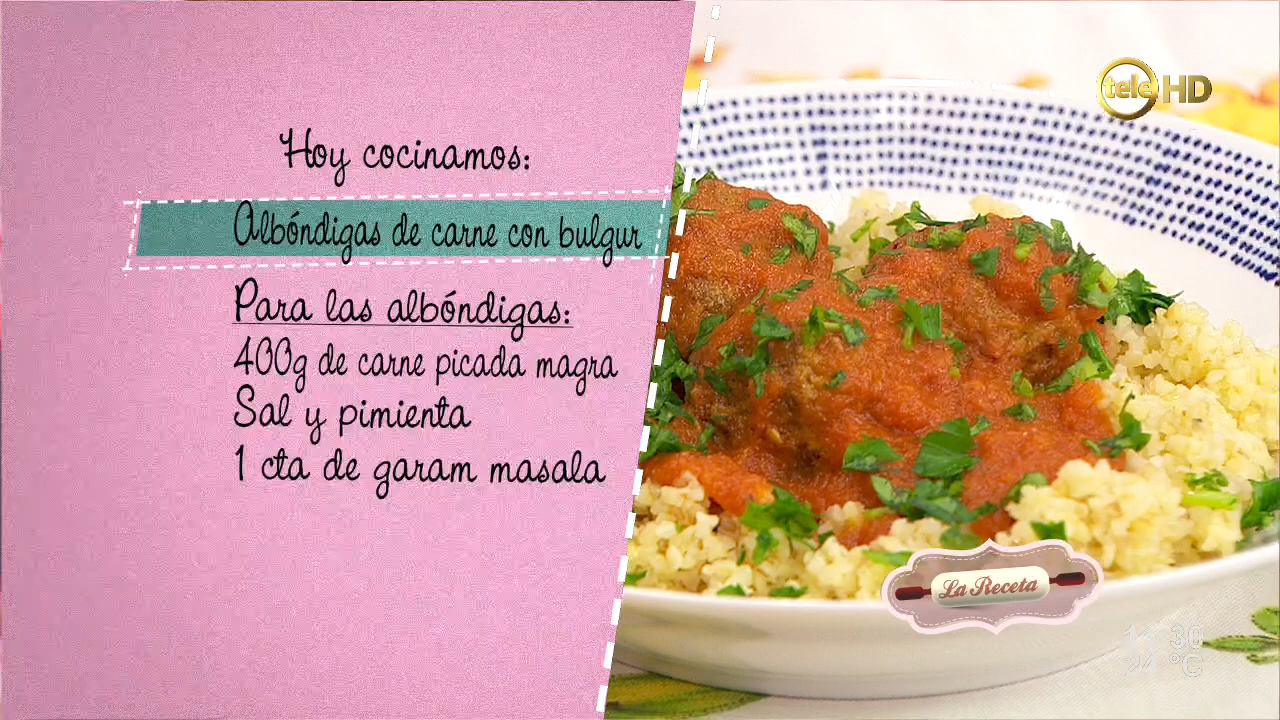 Hoy cocinamos:
Albóndigas de carne con bulgur
Para las albóndigas:
400g de carne picada magra
Sal y pimienta
1 cta de garam masala
tele HD
La Receta
30
°C